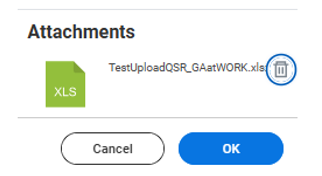 Attachments
TestUploadQSR_GAatWORK.xls
XLS
Cancel
OK